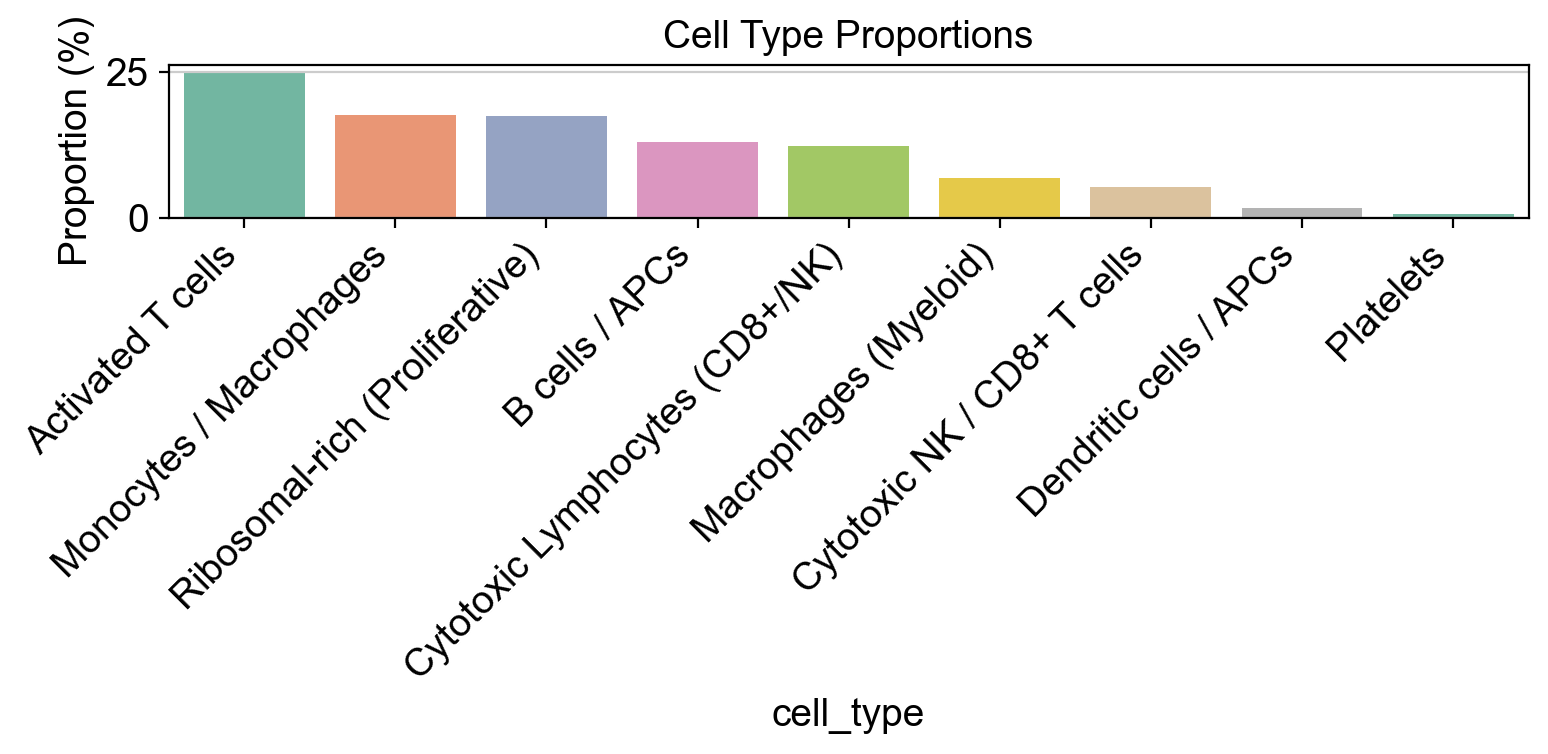 Cell Type Proportions
Proportion (%)
25
0
Activated T cells
Monocytes / Macrophages
Ribosomal-rich (Proliferative)
B cells / APCs
Cytotoxic Lymphocytes (CD8+/NK)
Macrophages (Myeloid)
Cytotoxic NK / CD8+ T cells
Dendritic cells / APCs
Platelets
cell_type